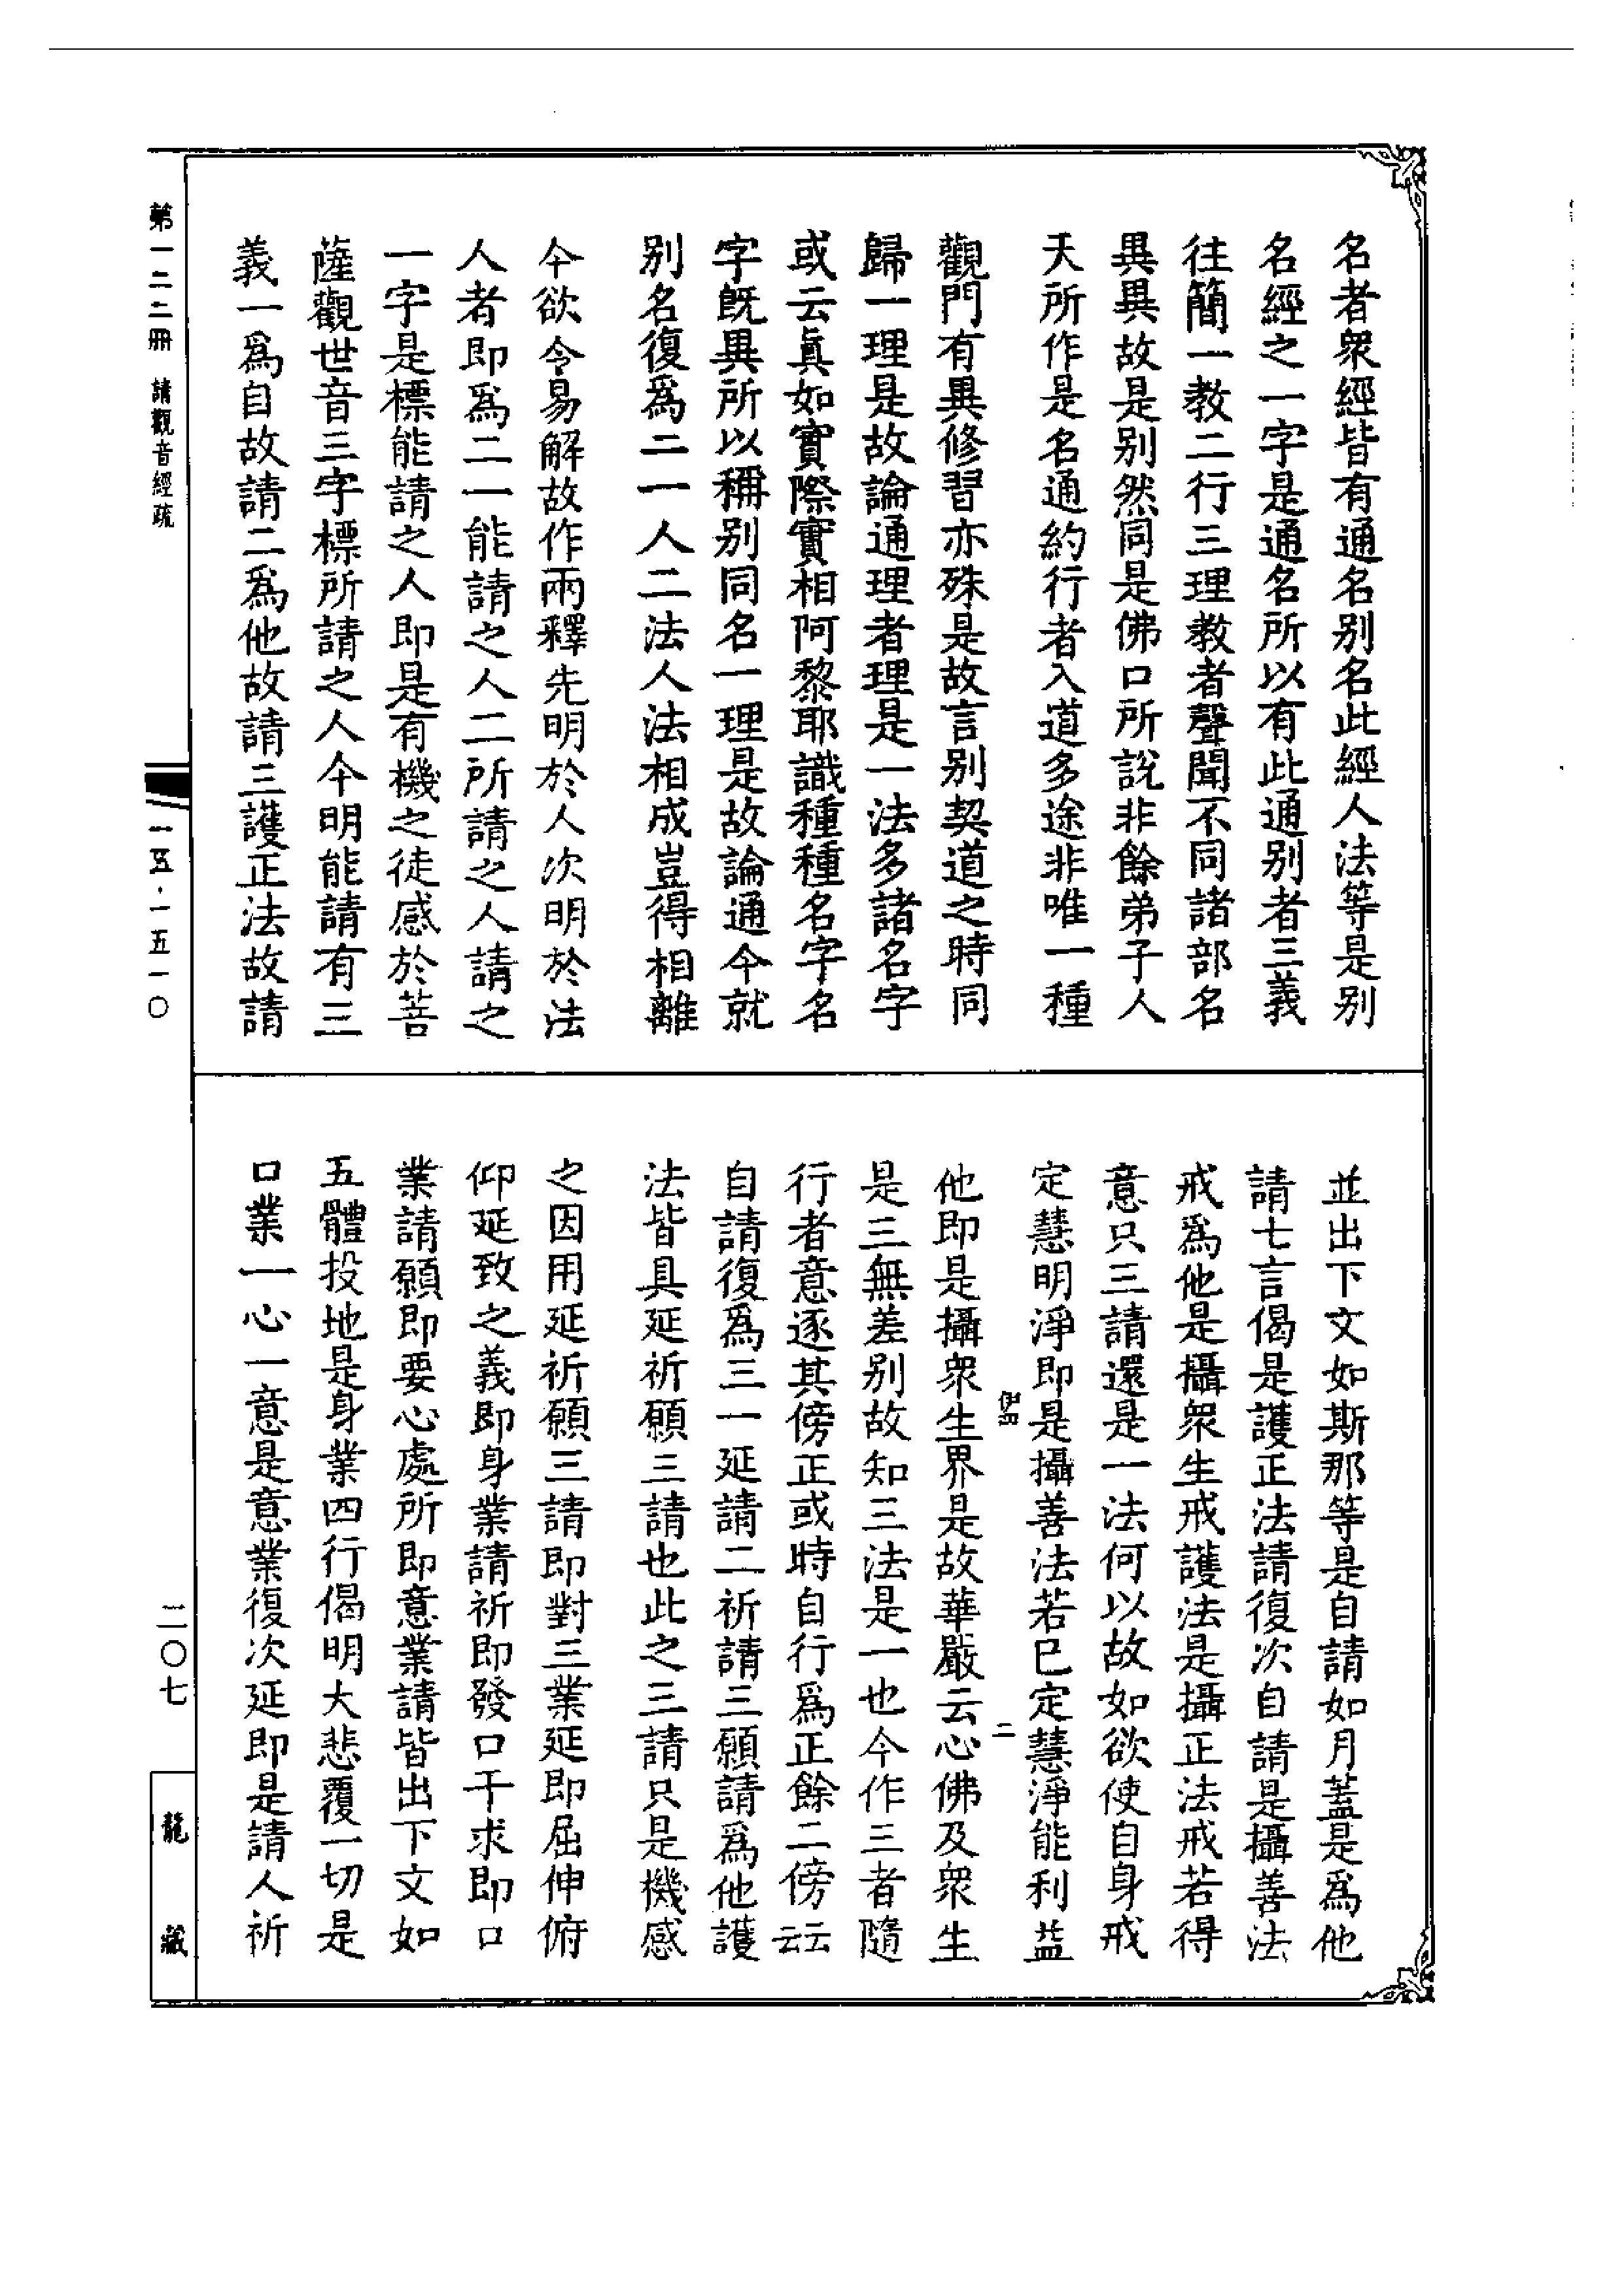 名者衆經皆有通名别名此經人法等是别
名經之一字是通名所以有此通别者三義
往簡一教二行三理教者聲聞不同諸部名
異異故是别然同是佛口所說非餘弟子人
天所作是名通約行者入道多途非唯一種
觀門有異修習亦殊是故言别契道之時同
歸一理是故論通理者理是一法多諸名字
或云眞如實際實相阿黎耶識種種名字名
字旣異所以稱别同名一理是故論通今就
别名復爲二一人二法人法相成豈得相離
今欲令易解故作兩釋先明於人次明於法
人者即爲二一能請之人二所請之人請之
一字是標能請之人即是有機之徒感於菩
薩觀世音三字標所請之人今明能請有三
義一爲自故請二爲他故請三護正法故請
並出下文如斯那等是自請如月蓋是爲他
請七言偈是護正法請復次自請是攝善法
戒爲他是攝衆生戒護法是攝正法戒若得
意只三請還是一法何以故如欲使自身戒
定慧明淨即是攝善法若已定慧淨能利益
他即是攝衆生界是故華嚴云心佛及衆生
是三無差别故知三法是一也今作三者隨
行者意逐其傍正或時自行爲正餘二傍云云
自請復爲三一延請二祈請三願請爲他護
法皆具延祈願三請也此之三請只是機感
之因用延祈願三請即對三業延即屈伸俯
仰延致之義即身業請祈即發口干求即口
業請願即要心處所即意業請皆出下文如
五體投地是身業四行偈明大悲覆一切是
口業一心一意是意業復次延即是請人祈
第一二二冊 請觀音經疏
一五·一五一〇
二〇七
龍藏
二